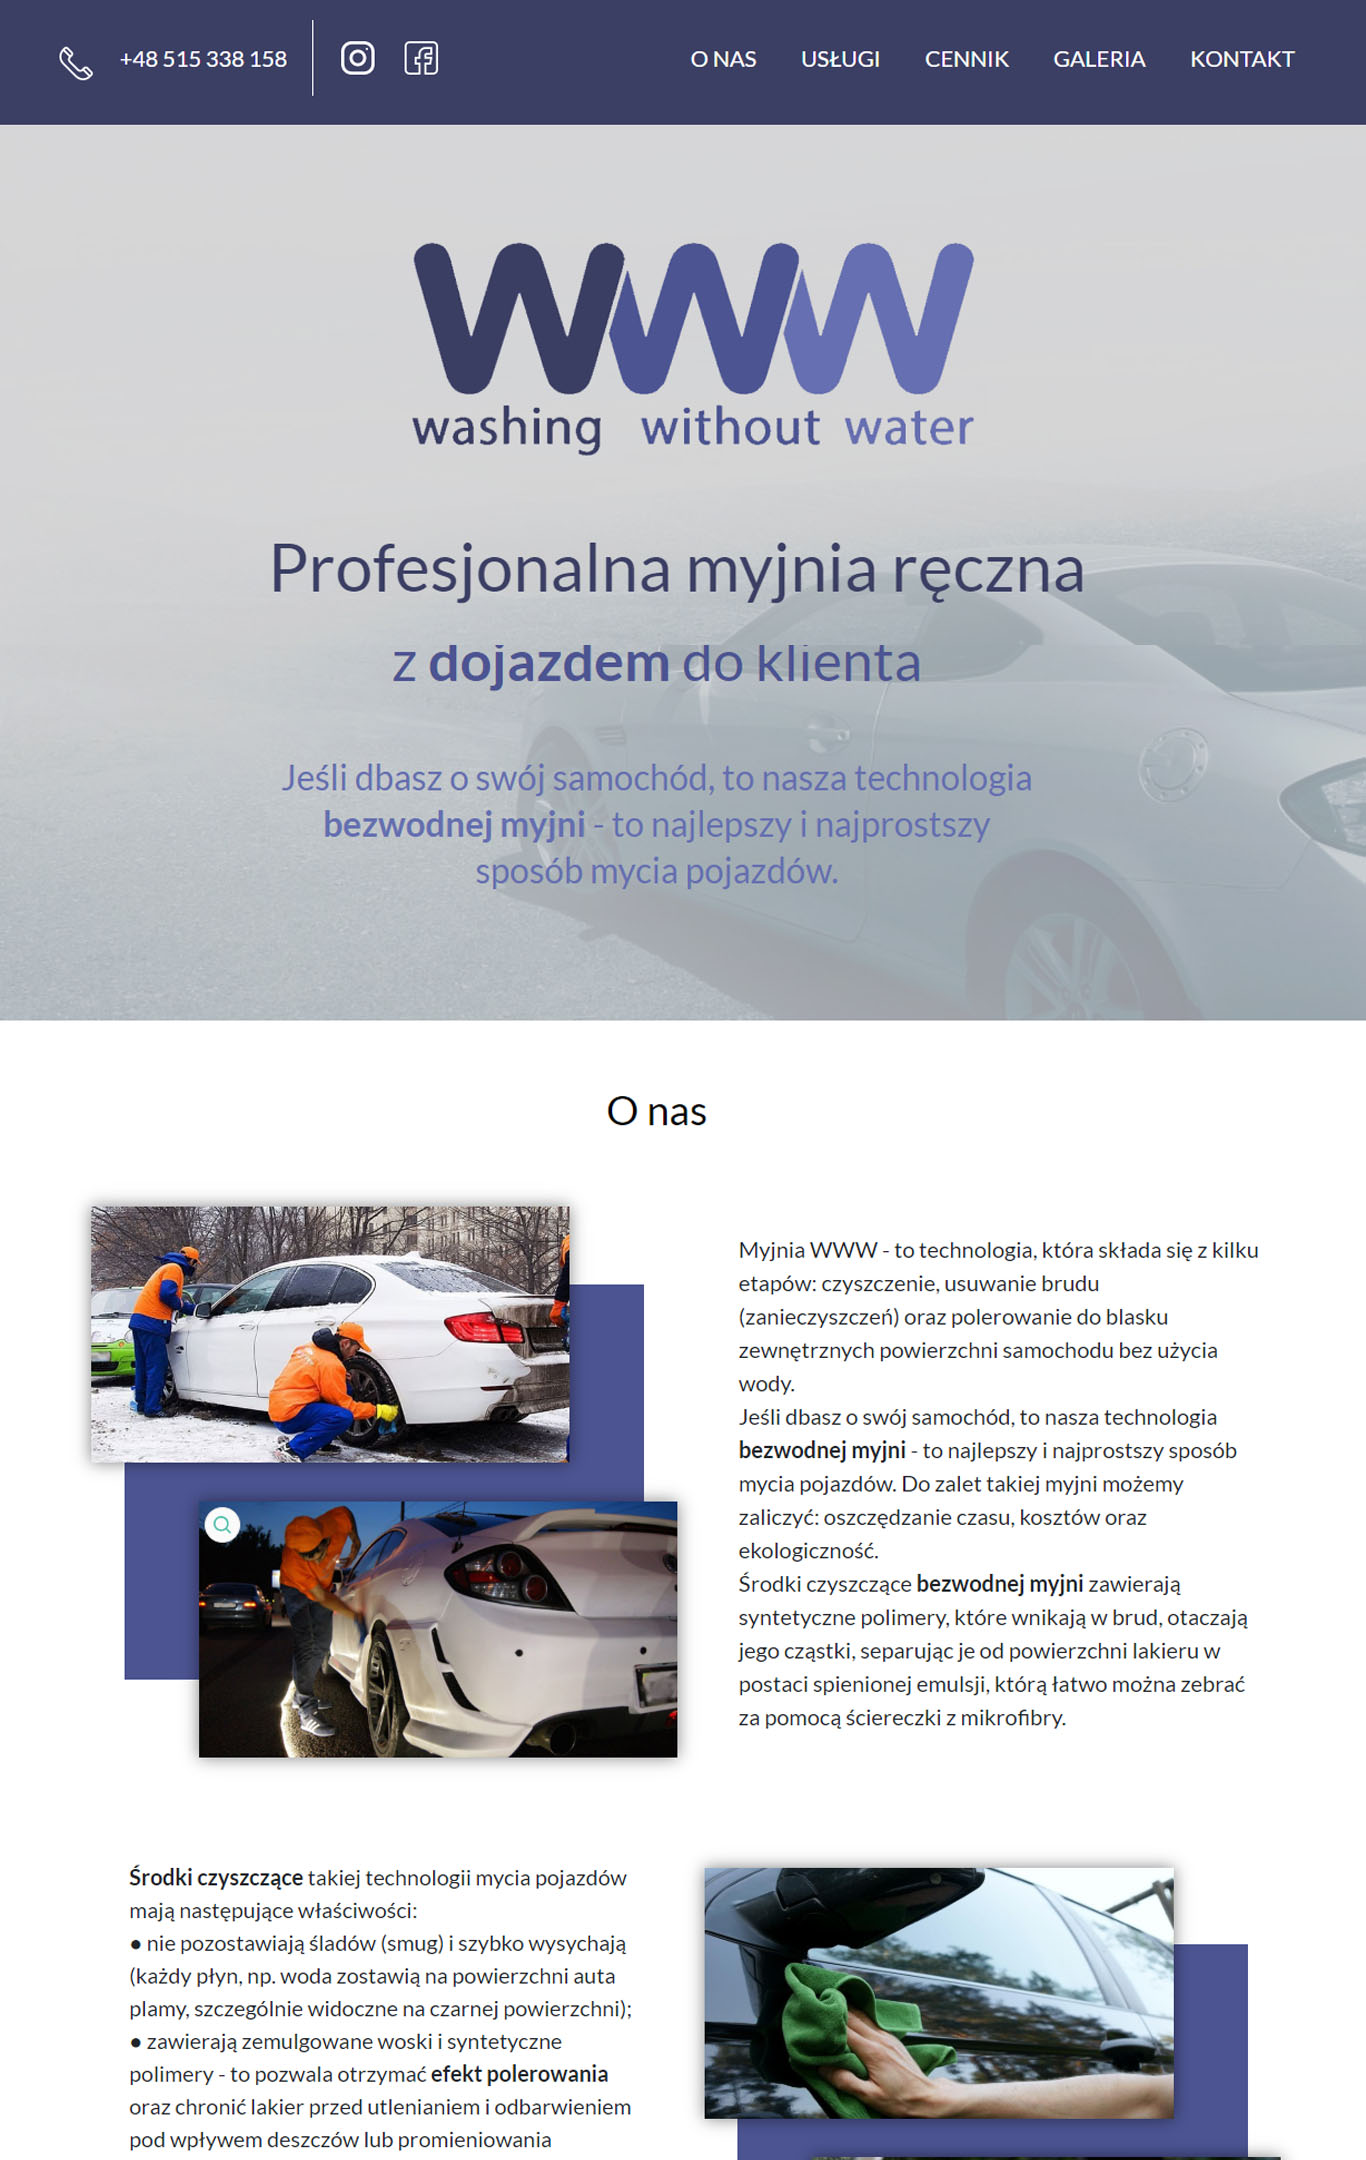 +48 515 338 158
O NAS USŁUGI CENNIK GALERIA KONTAKT
WWW
washing without water
Profesjonalna myjnia ręczna
z dojazdem do klienta
Jeśli dbasz o swój samochód, to nasza technologia
bezwodnej myjni - to najlepszy i najprostszy
sposób mycia pojazdów.
O nas
Myjnia WWW - to technologia, która składa się z kilku
etapów: czyszczenie, usuwanie brudu
(zanieczyszczeń) oraz polerowanie do blasku
zewnętrznych powierzchni samochodu bez użycia
wody.
Jeśli dbasz o swój samochód, to nasza technologia
bezwodnej myjni - to najlepszy i najprostszy sposób
mycia pojazdów. Do zalet takiej myjni możemy
zaliczyć: oszczędzanie czasu, kosztów oraz
ekologiczność.
Środki czyszczące bezwodnej myjni zawierają
syntetyczne polimery, które wnikają w brud, otaczają
jego cząstki, separując je od powierzchni lakieru w
postaci spienionej emulsji, którą łatwo można zebrać
za pomocą ściereczki z mikrofibry.
Środki czyszczące takiej technologii mycia pojazdów
mają następujące właściwości:
● nie pozostawiają śladów (smug) i szybko wysychają
(każdy płyn, np. woda zostawią na powierzchni auta
plamy, szczególnie widoczne na czarnej powierzchni);
● zawierają zemulgowane woski i syntetyczne
polimery - to pozwala otrzymać efekt polerowania
oraz chronić lakier przed utlenianiem i odbarwieniem
pod wpływem deszczów lub promieniowania